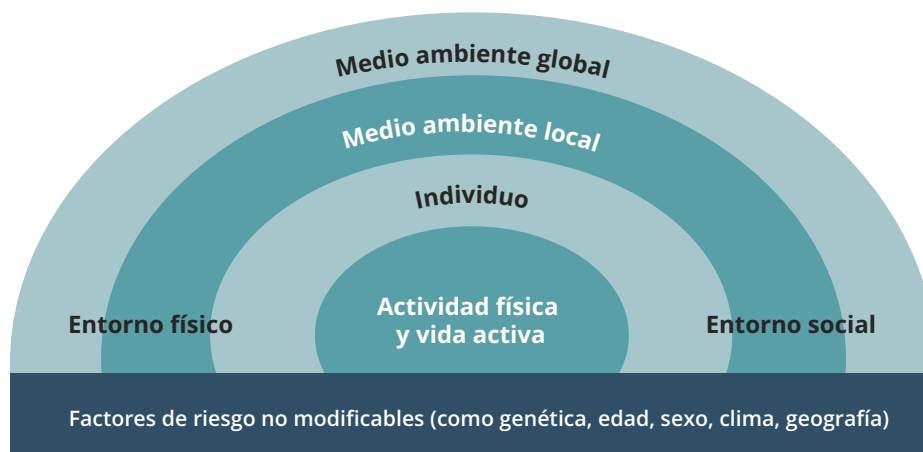 Medio ambiente global
Medio ambiente local
Individuo
Actividad física
y vida activa
Entorno físico
Entorno social
Factores de riesgo no modificables (como genética, edad, sexo, clima, geografía)